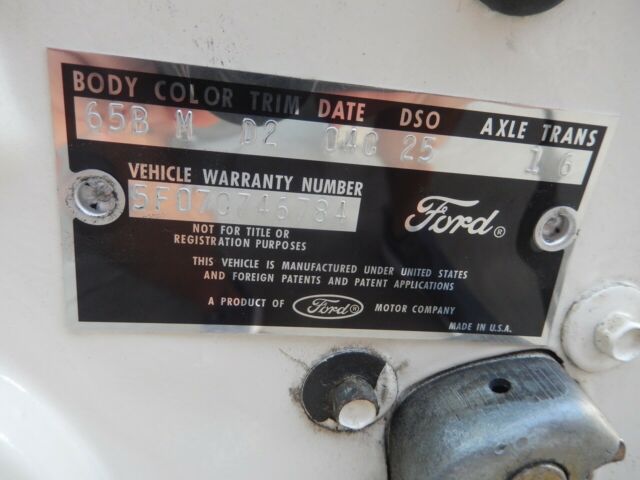 BODY COLOR TRIM DATE DSO AXLE TRANS
65B M D2 04G 25 1 6
VEHICLE WARRANTY NUMBER
5F07C746784
NOT FOR TITLE OR
REGISTRATION PURPOSES
Ford®
THIS VEHICLE IS MANUFACTURED UNDER UNITED STATES
AND FOREIGN PATENTS AND PATENT APPLICATIONS
A PRODUCT OF Ford® MOTOR COMPANY
MADE IN U.S.A.